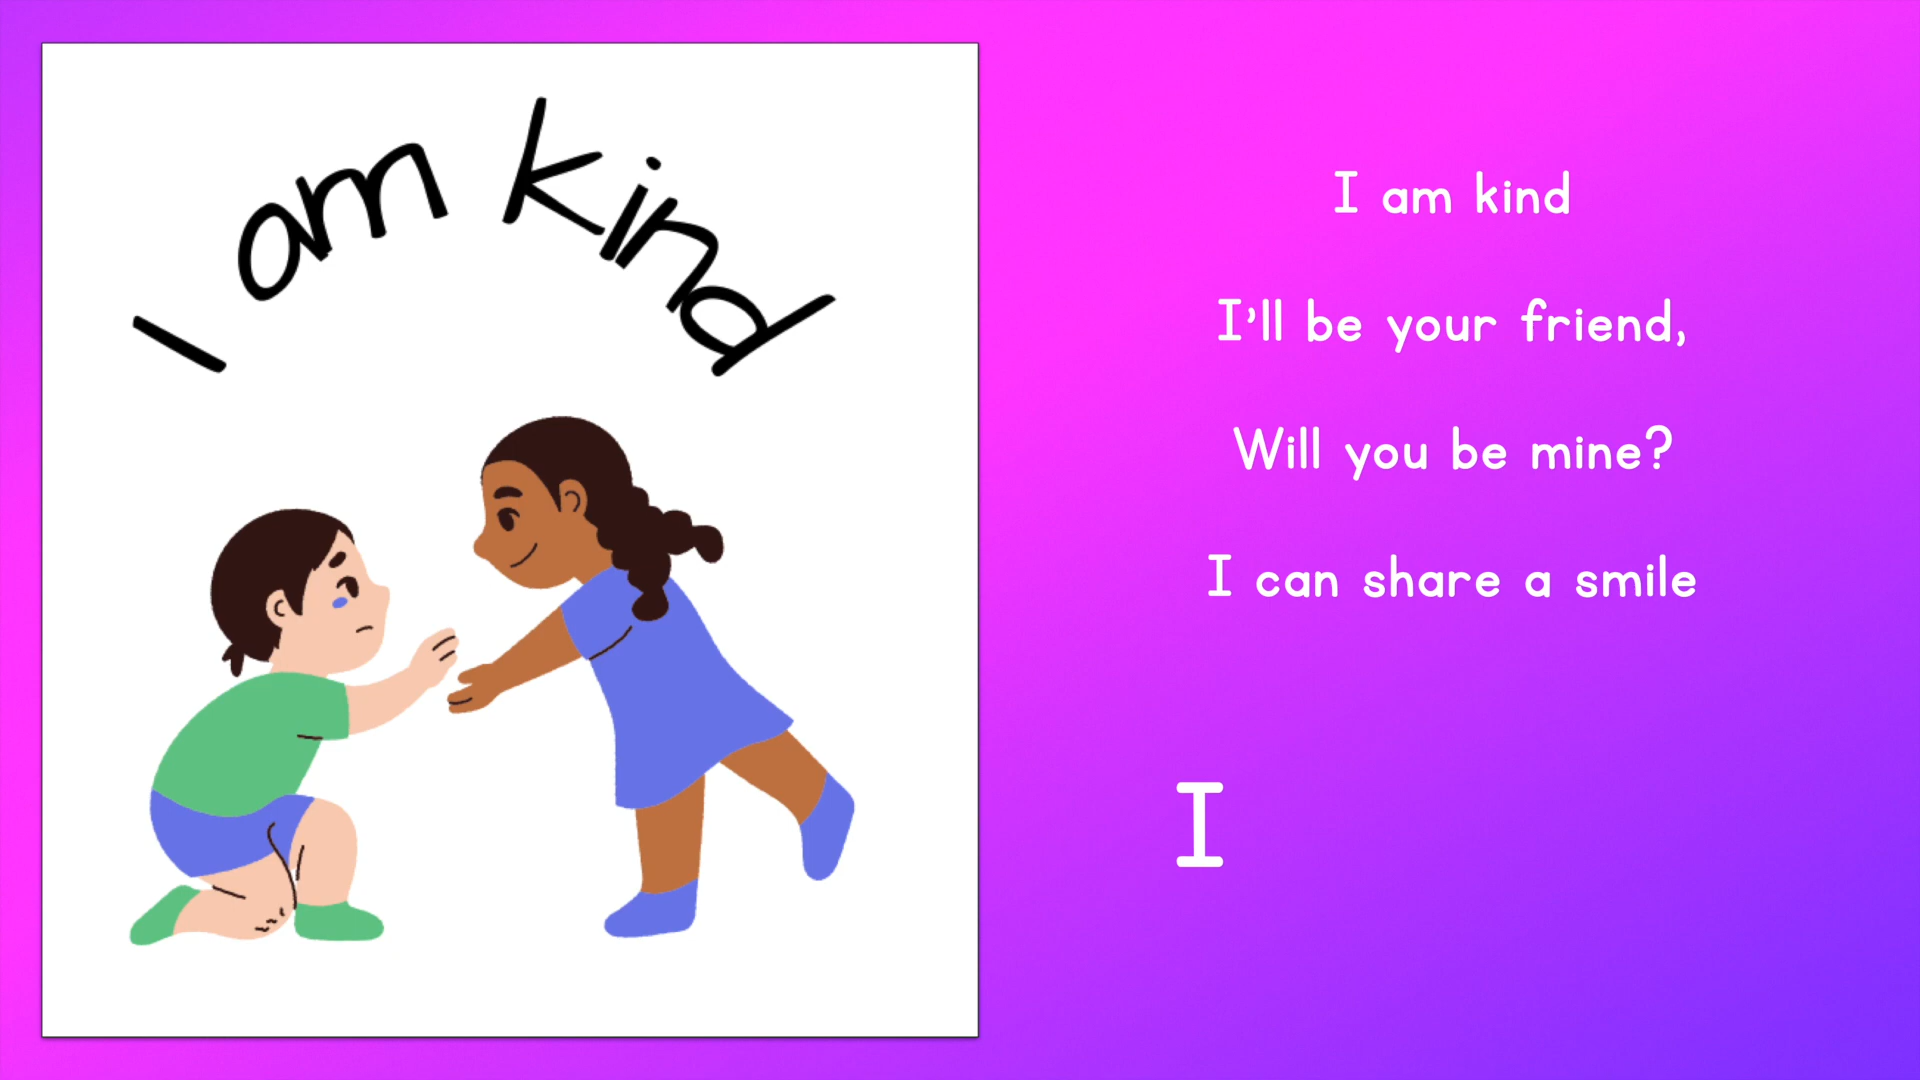 I am kind
I am kind
I'll be your friend,
Will you be mine?
I can share a smile
I